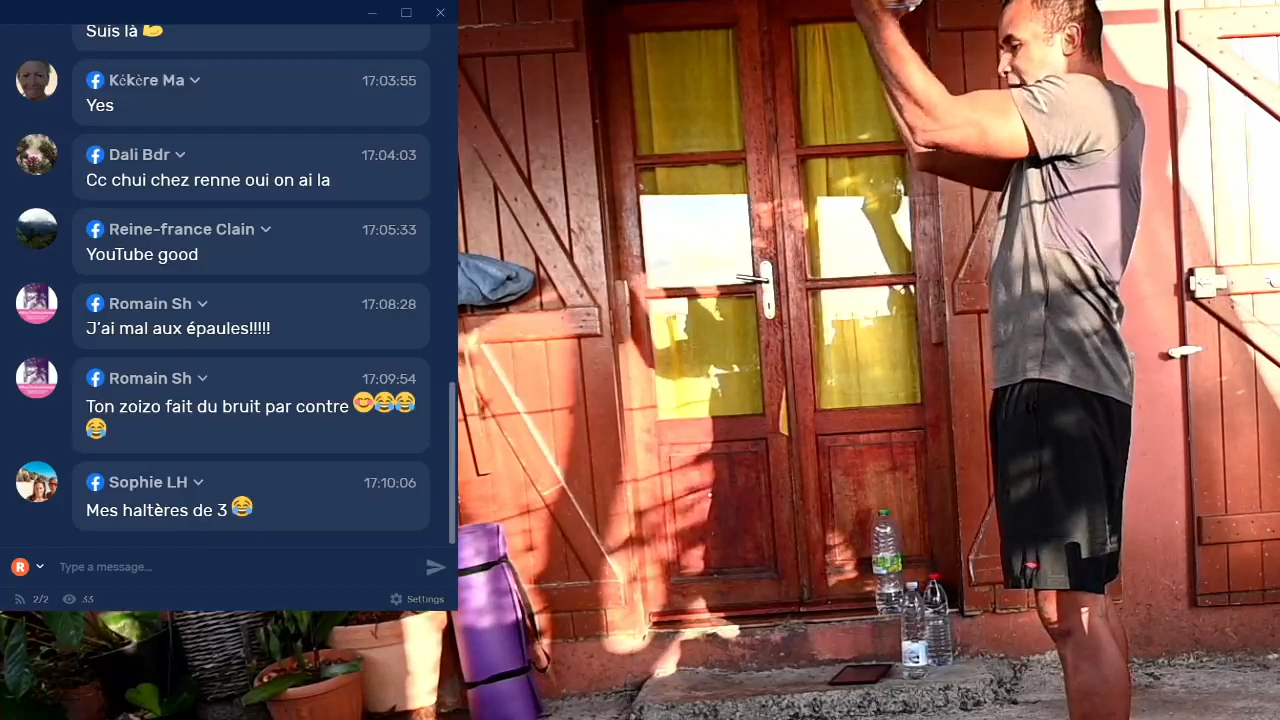 Suis là 💪
Kékère Ma 17:03:55
Yes
Dali Bdr 17:04:03
Cc chui chez renne oui on ai la
Reine-france Clain 17:05:33
YouTube good
Romain Sh 17:08:28
J'ai mal aux épaules!!!!!
Romain Sh 17:09:54
Ton zoizo fait du bruit par contre 😋😂😂
😂
Sophie LH 17:10:06
Mes haltères de 3 😂
R Type a message...
2/2 33 Settings